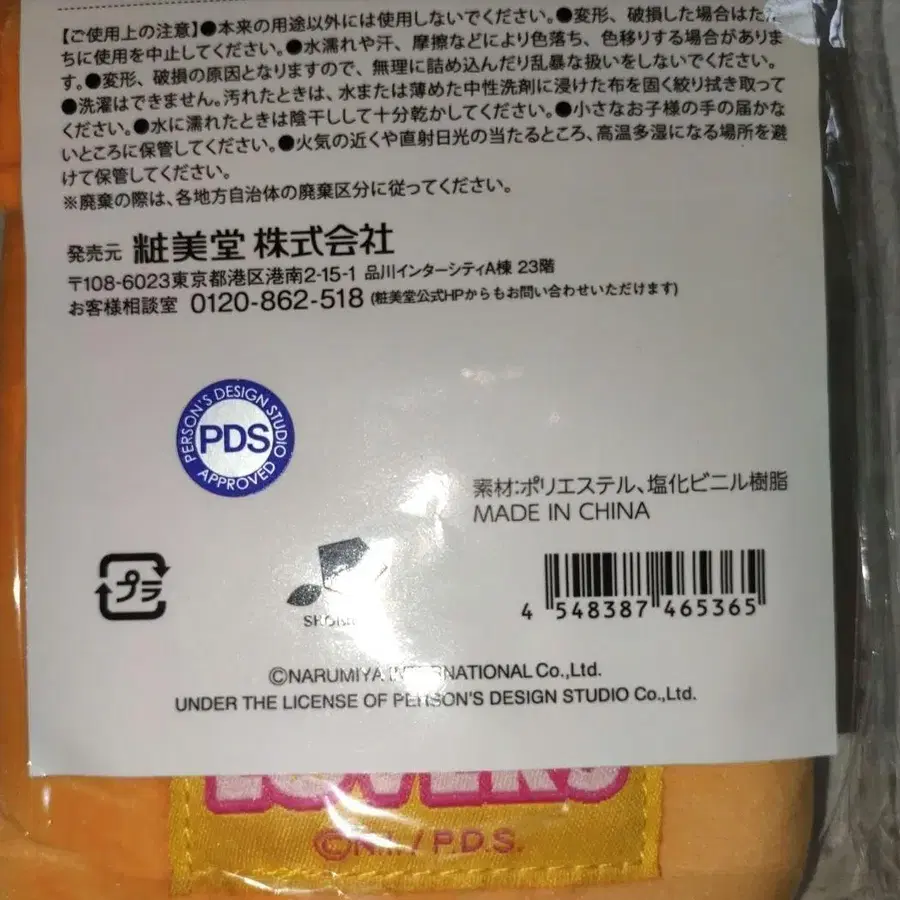 【ご使用上の注意】●本来の用途以外には使用しないでください。●変形、破損した場合はただ
ちに使用を中止してください。●水濡れや汗、摩擦などにより色落ち、色移りする場合がありま
す。●変形、破損の原因となりますので、無理に詰め込んだり乱暴な扱いをしないでください。
●洗濯はできません。汚れたときは、水または薄めた中性洗剤に浸けた布を固く絞り拭き取って
ください。●水に濡れたときは陰干しして十分乾かしてください。●小さなお子様の手の届かな
いところに保管してください。●火気の近くや直射日光の当たるところ、高温多湿になる場所を避
けて保管してください。
※廃棄の際は、各地方自治体の廃棄区分に従ってください。
発売元 粧美堂 株式会社
〒108-6023東京都港区港南2-15-1 品川インターシティA棟 23階
お客様相談室 0120-862-518 (粧美堂公式HPからもお問い合わせいただけます)
PERSON'S DESIGN STUDIO
PDS
APPROVED
素材:ポリエステル、塩化ビニル樹脂
MADE IN CHINA
プラ
4 548387 465365
©NARUMIYA INTERNATIONAL Co.,Ltd.
UNDER THE LICENSE OF PERSON'S DESIGN STUDIO Co.,Ltd.
LOVERS
©N.I. / P.D.S.